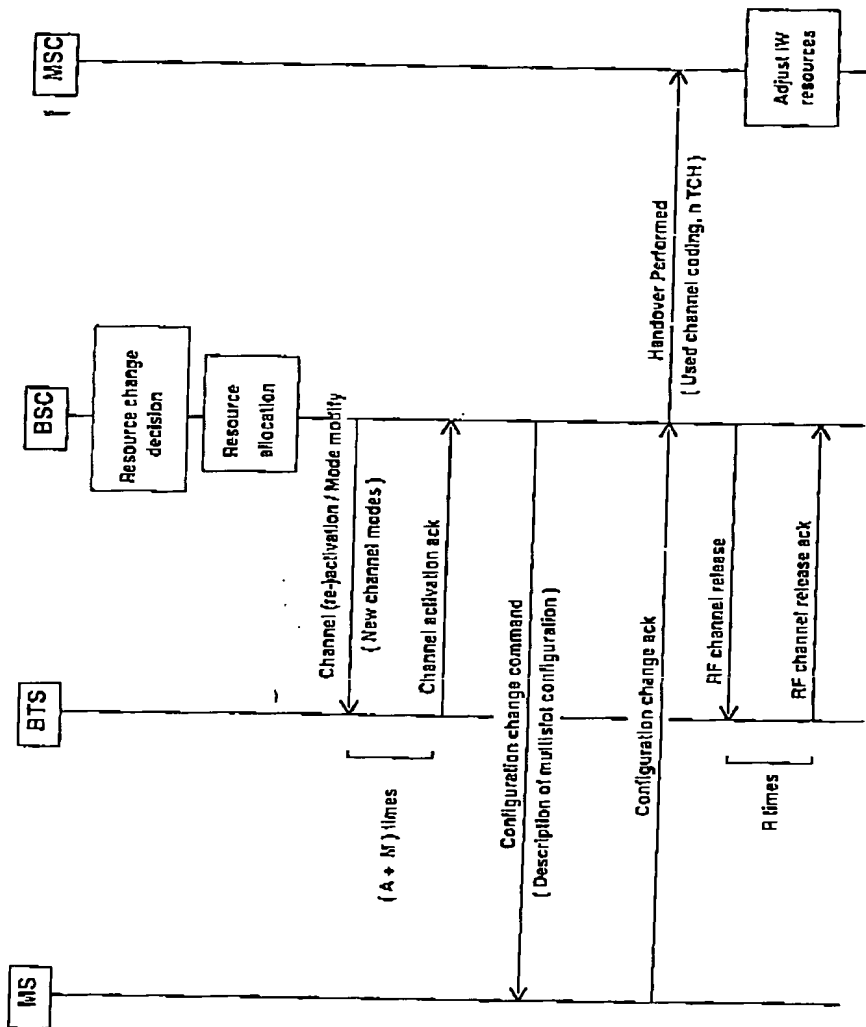 MS
BTS
BSC
MSC
Resource change
decision
Resource
allocation
Channel (re-)activation / Mode modify
( New channel modes )
Channel activation ack
( A + M ) times
Configuration change command
( Description of multislot configuration )
Configuration change ack
Handover Performed
( Used channel coding, n TCH )
RF channel release
RF channel release ack
R times
Adjust IW
resources